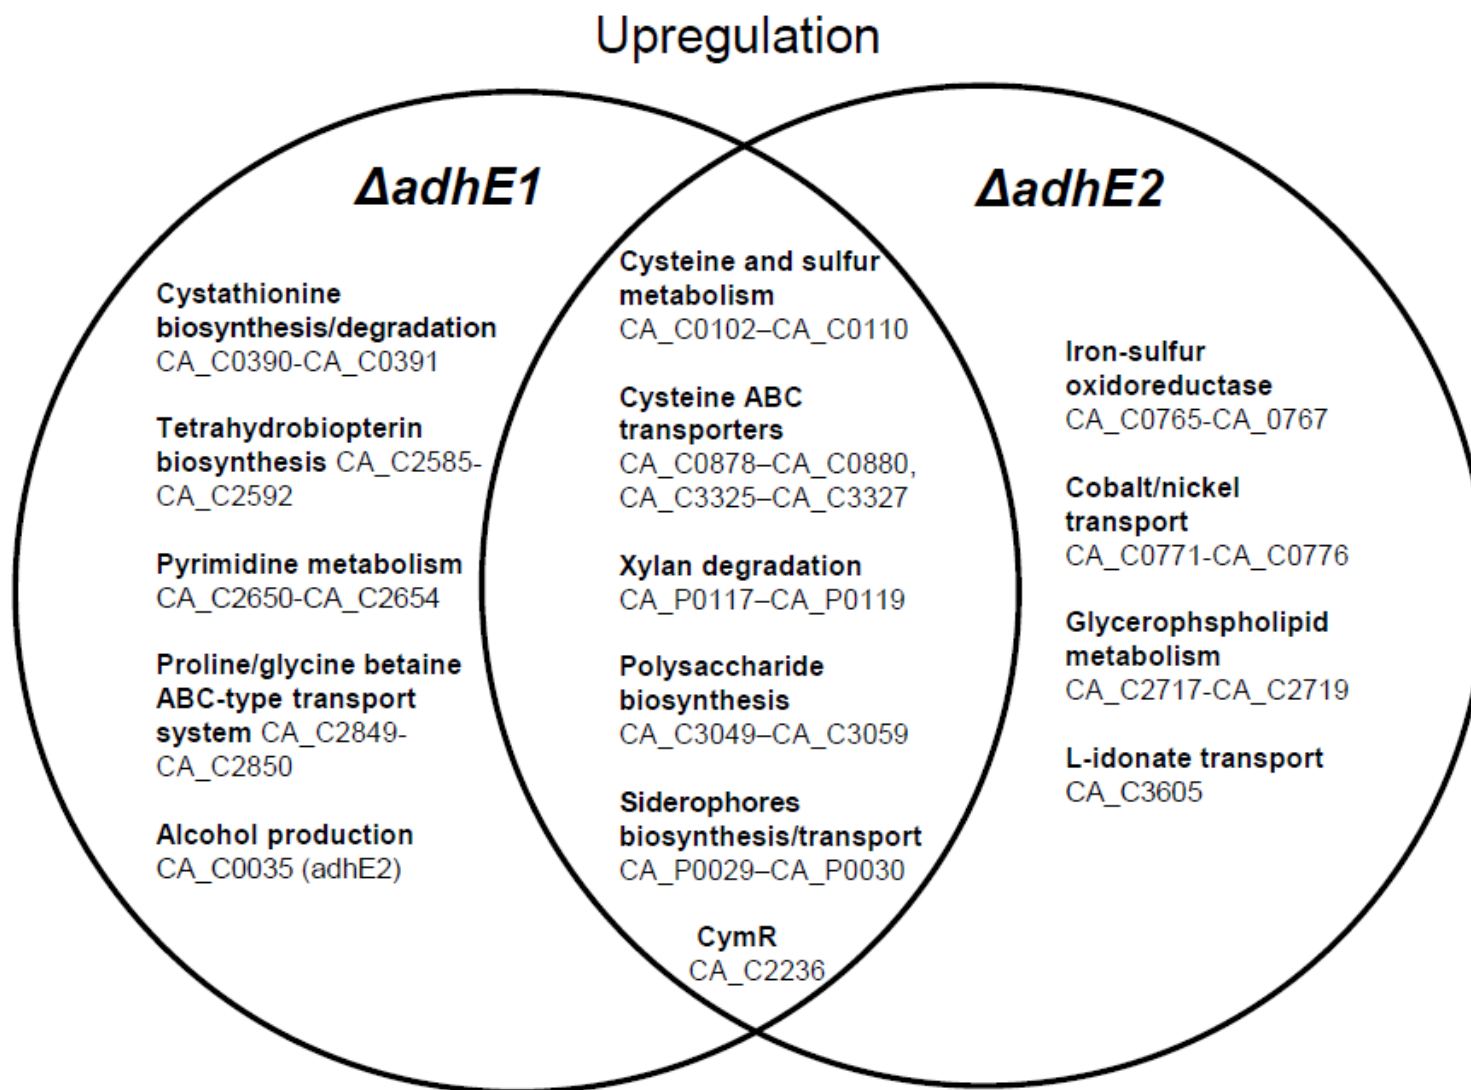 Upregulation
ΔadhE1
Cystathionine
biosynthesis/degradation
CA_C0390-CA_C0391
Tetrahydrobiopterin
biosynthesis CA_C2585-
CA_C2592
Pyrimidine metabolism
CA_C2650-CA_C2654
Proline/glycine betaine
ABC-type transport
system CA_C2849-
CA_C2850
Alcohol production
CA_C0035 (adhE2)
Cysteine and sulfur
metabolism
CA_C0102–CA_C0110
Cysteine ABC
transporters
CA_C0878–CA_C0880,
CA_C3325–CA_C3327
Xylan degradation
CA_P0117–CA_P0119
Polysaccharide
biosynthesis
CA_C3049–CA_C3059
Siderophores
biosynthesis/transport
CA_P0029–CA_P0030
CymR
CA_C2236
ΔadhE2
Iron-sulfur
oxidoreductase
CA_C0765-CA_0767
Cobalt/nickel
transport
CA_C0771-CA_C0776
Glycerophspholipid
metabolism
CA_C2717-CA_C2719
L-idonate transport
CA_C3605